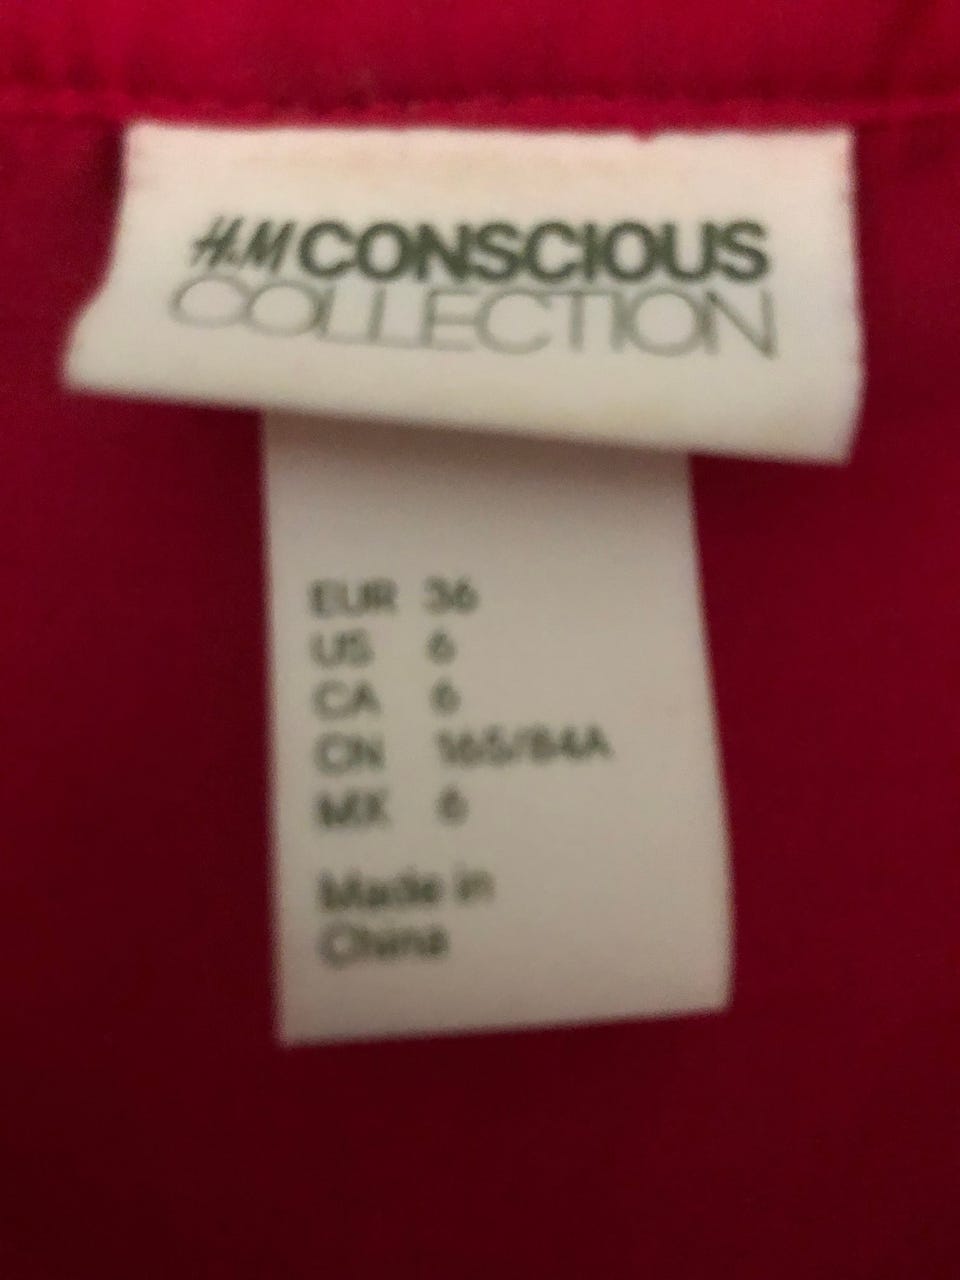 H&M CONSCIOUS
COLLECTION
EUR 36
US 6
CA 6
CN 165/84A
MX 6
Made in
China